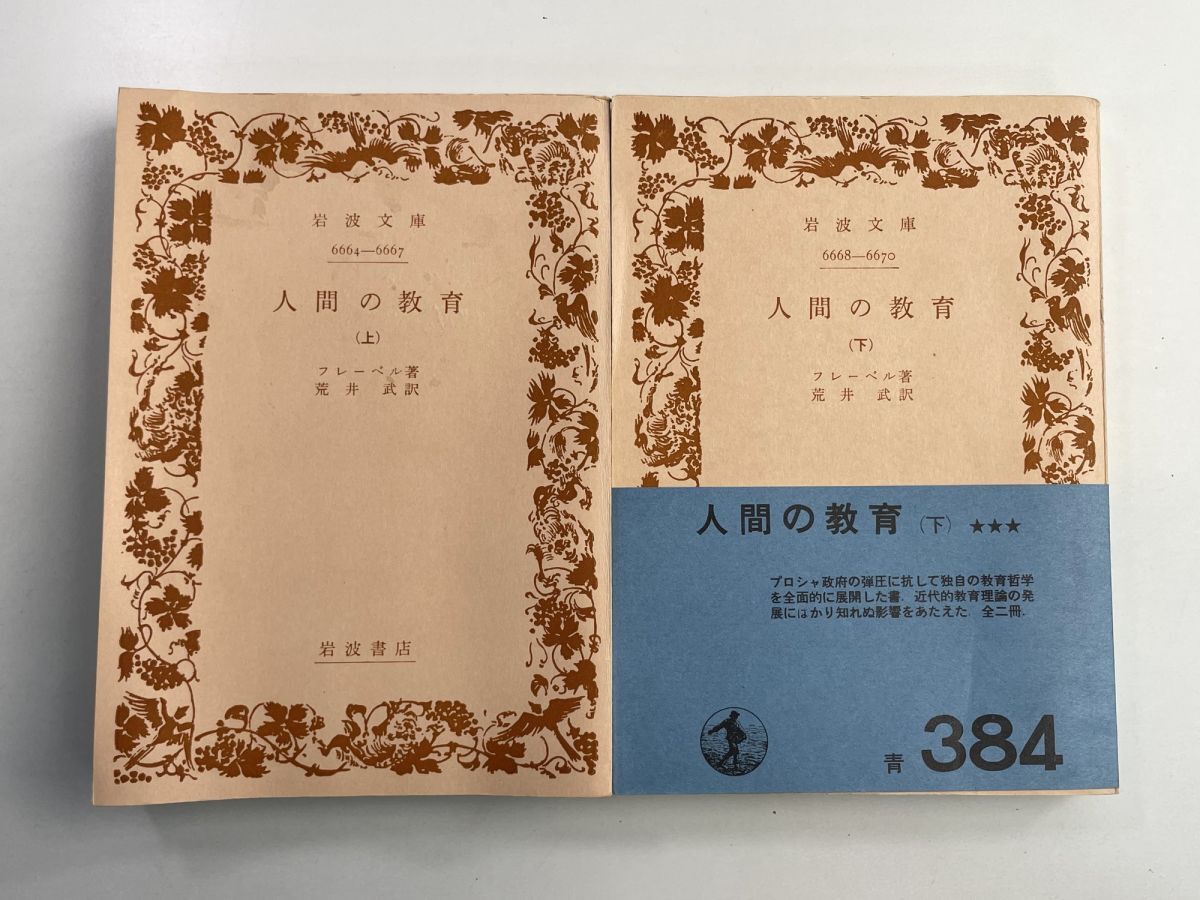 岩波文庫
6664—6667
人間の教育
(上)
フレーベル著
荒井 武訳
岩波書店
岩波文庫
6668—6670
人間の教育
(下)
フレーベル著
荒井 武訳
人間の教育(下) ★★★
プロシャ政府の弾圧に抗して独自の教育哲学
を全面的に展開した書. 近代的教育理論の発
展にはかり知れぬ影響をあたえた. 全二冊.
青 384